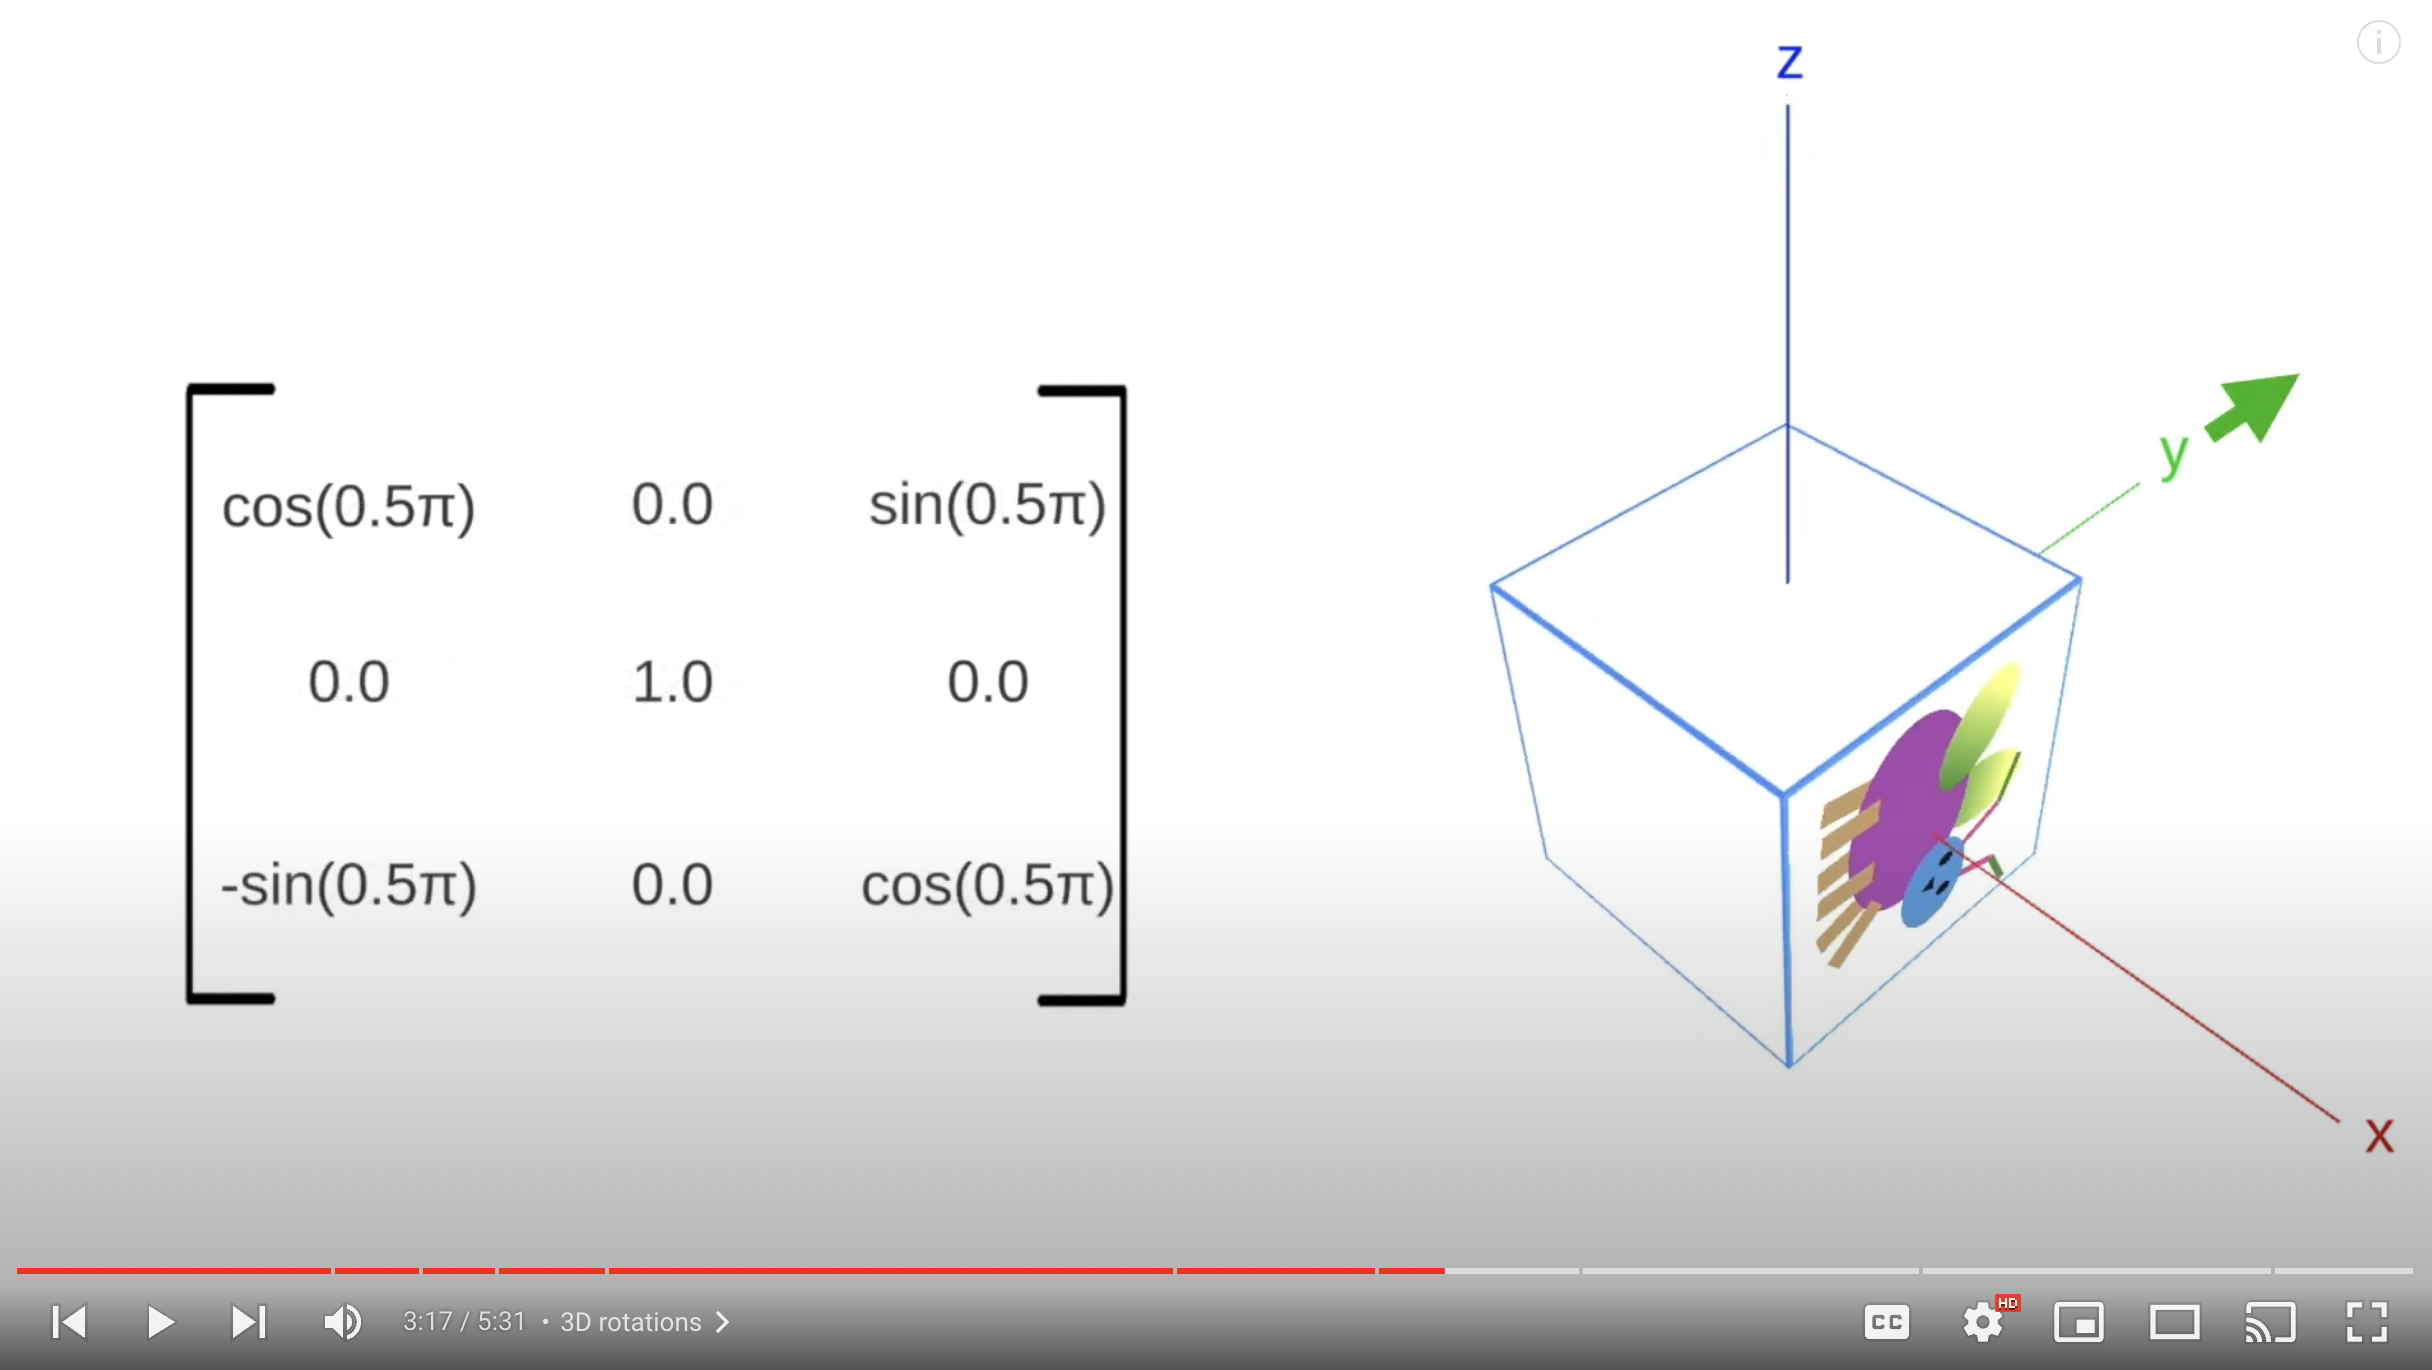 z
y
cos(0.5π) 0.0 sin(0.5π)
0.0 1.0 0.0
-sin(0.5π) 0.0 cos(0.5π)
x
3:17 / 5:31 • 3D rotations
CC
HD